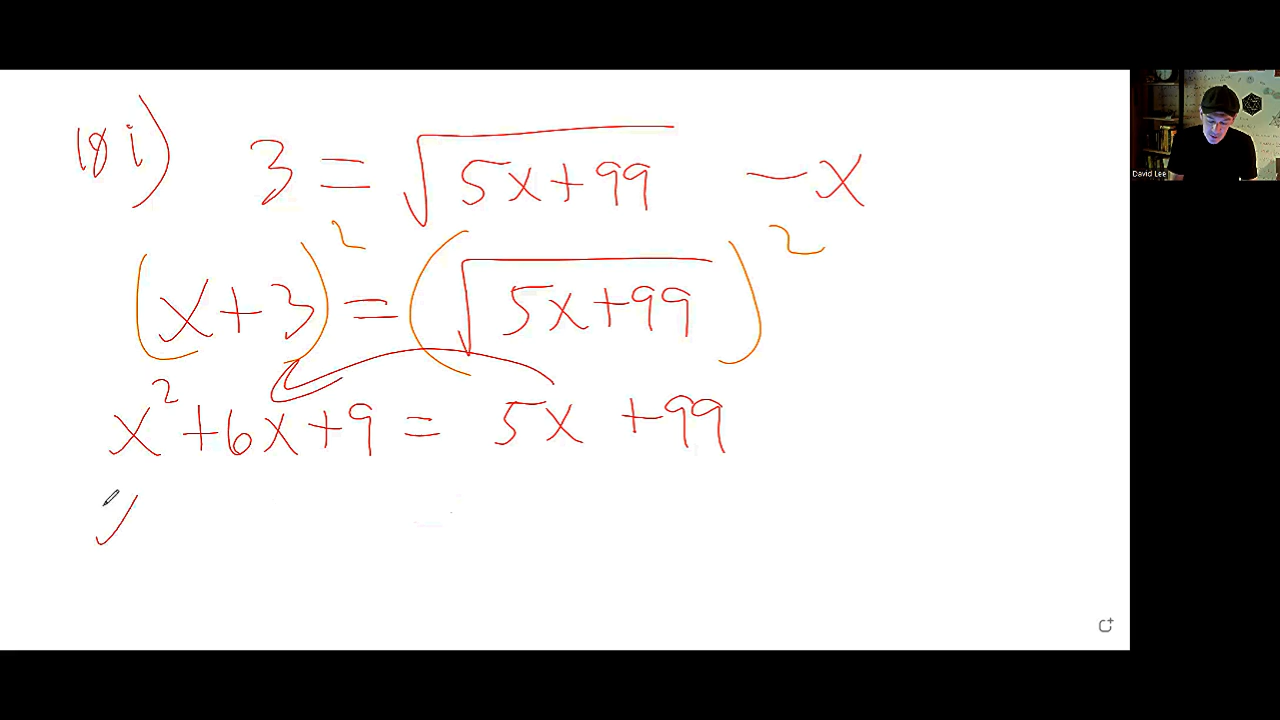 18 i) 3 = √5x+99 - x
(x+3)² = (√5x+99)²
x² + 6x + 9 = 5x + 99
David Lee